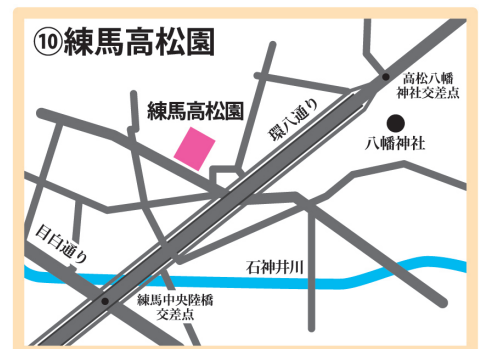 ⑩練馬高松園
高松八幡
神社交差点
練馬高松園
環八通り
八幡神社
目白通り
石神井川
練馬中央陸橋
交差点